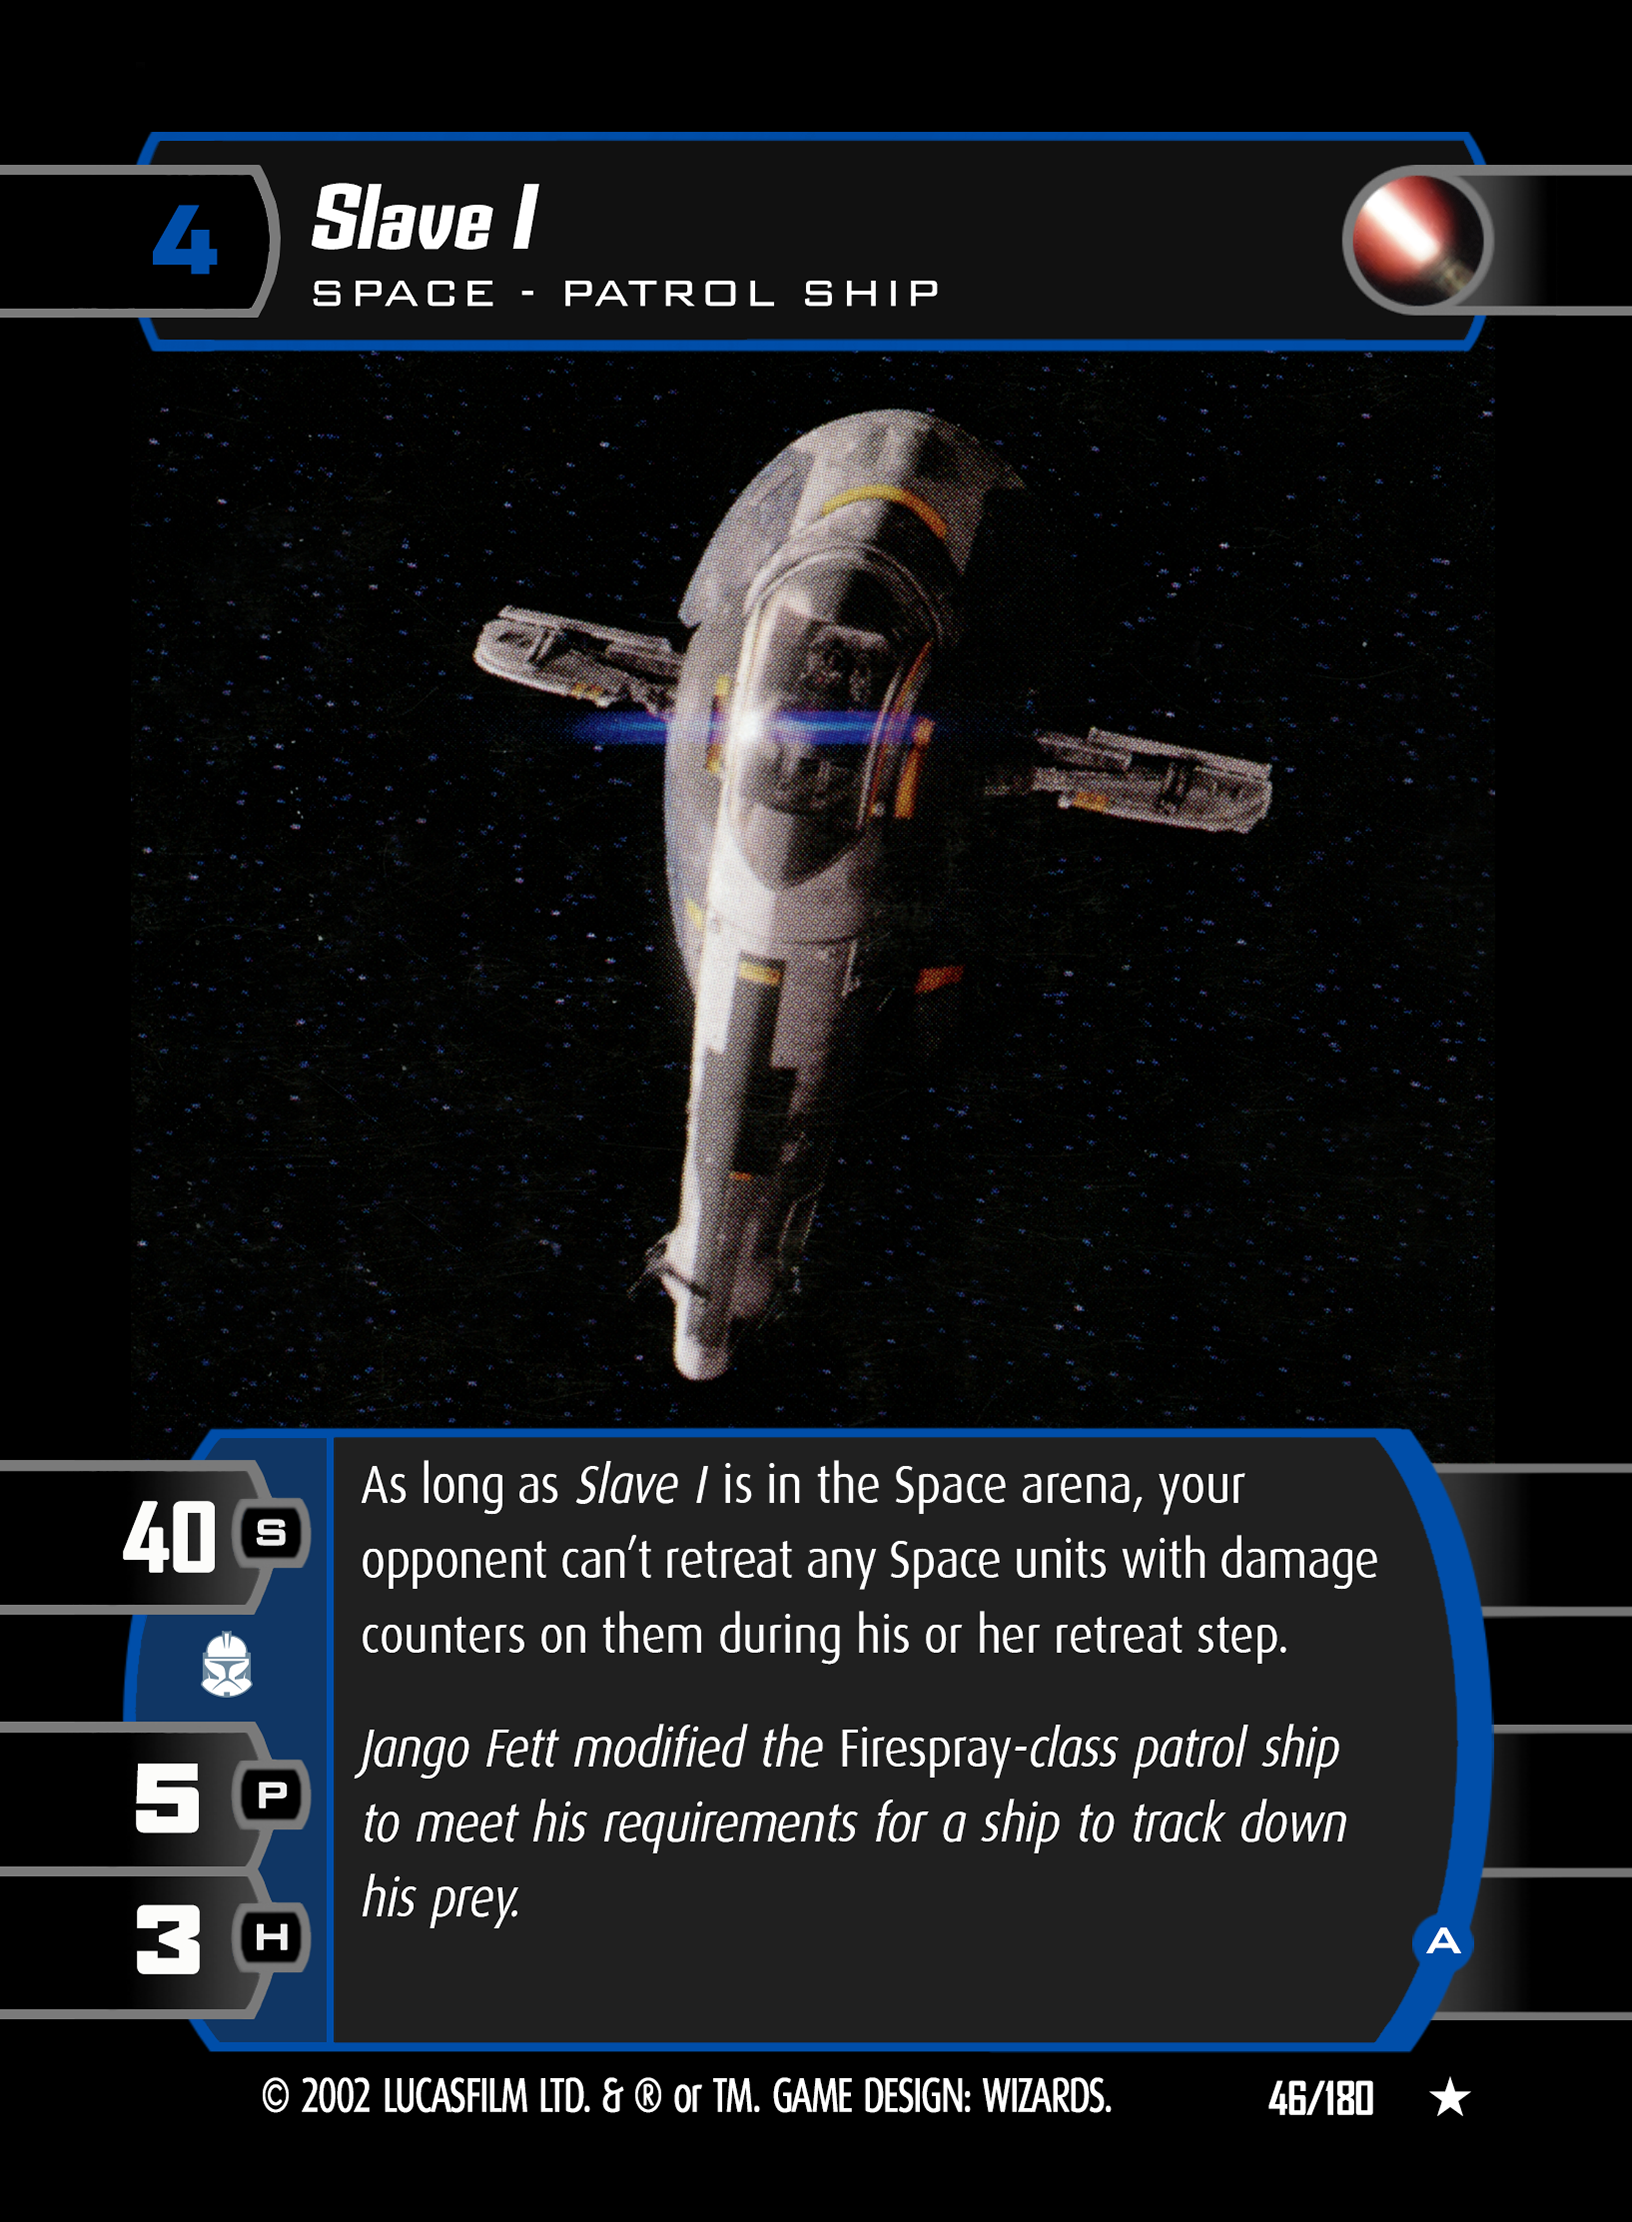 4
Slave I
SPACE - PATROL SHIP
As long as Slave I is in the Space arena, your
opponent can’t retreat any Space units with damage
counters on them during his or her retreat step.
Jango Fett modified the Firespray-class patrol ship
to meet his requirements for a ship to track down
his prey.
40 S
5 P
3 H
A
© 2002 LUCASFILM LTD. & ® or TM. GAME DESIGN: WIZARDS.
46/180 ★